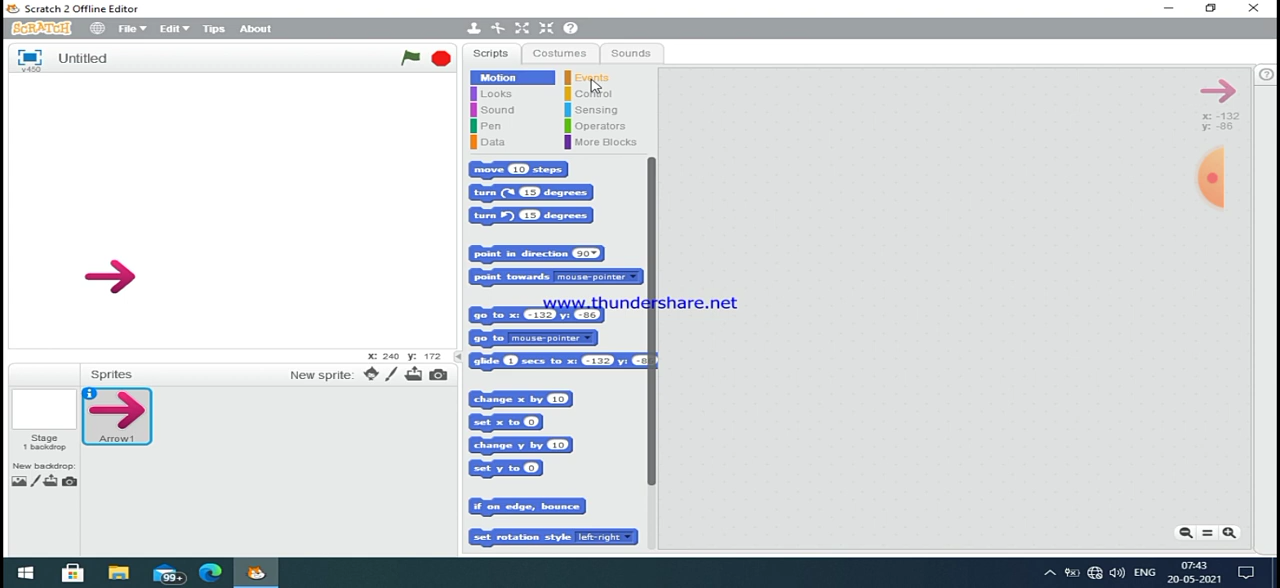 Scratch 2 Offline Editor
SCRATCH File Edit Tips About
v450 Untitled
Scripts Costumes Sounds
Motion Events
Looks Control
Sound Sensing
Pen Operators
Data More Blocks
x: -132
y: -86
move 10 steps
turn 15 degrees
turn 15 degrees
point in direction 90
point towards mouse-pointer
www.thundershare.net
go to x: -132 y: -86
go to mouse-pointer
glide 1 secs to x: -132 y: -8
change x by 10
set x to 0
change y by 10
set y to 0
if on edge, bounce
set rotation style left-right
x: 240 y: 172
Sprites New sprite:
Arrow1
Stage
1 backdrop
New backdrop:
99+
ENG
07:43
20-05-2021